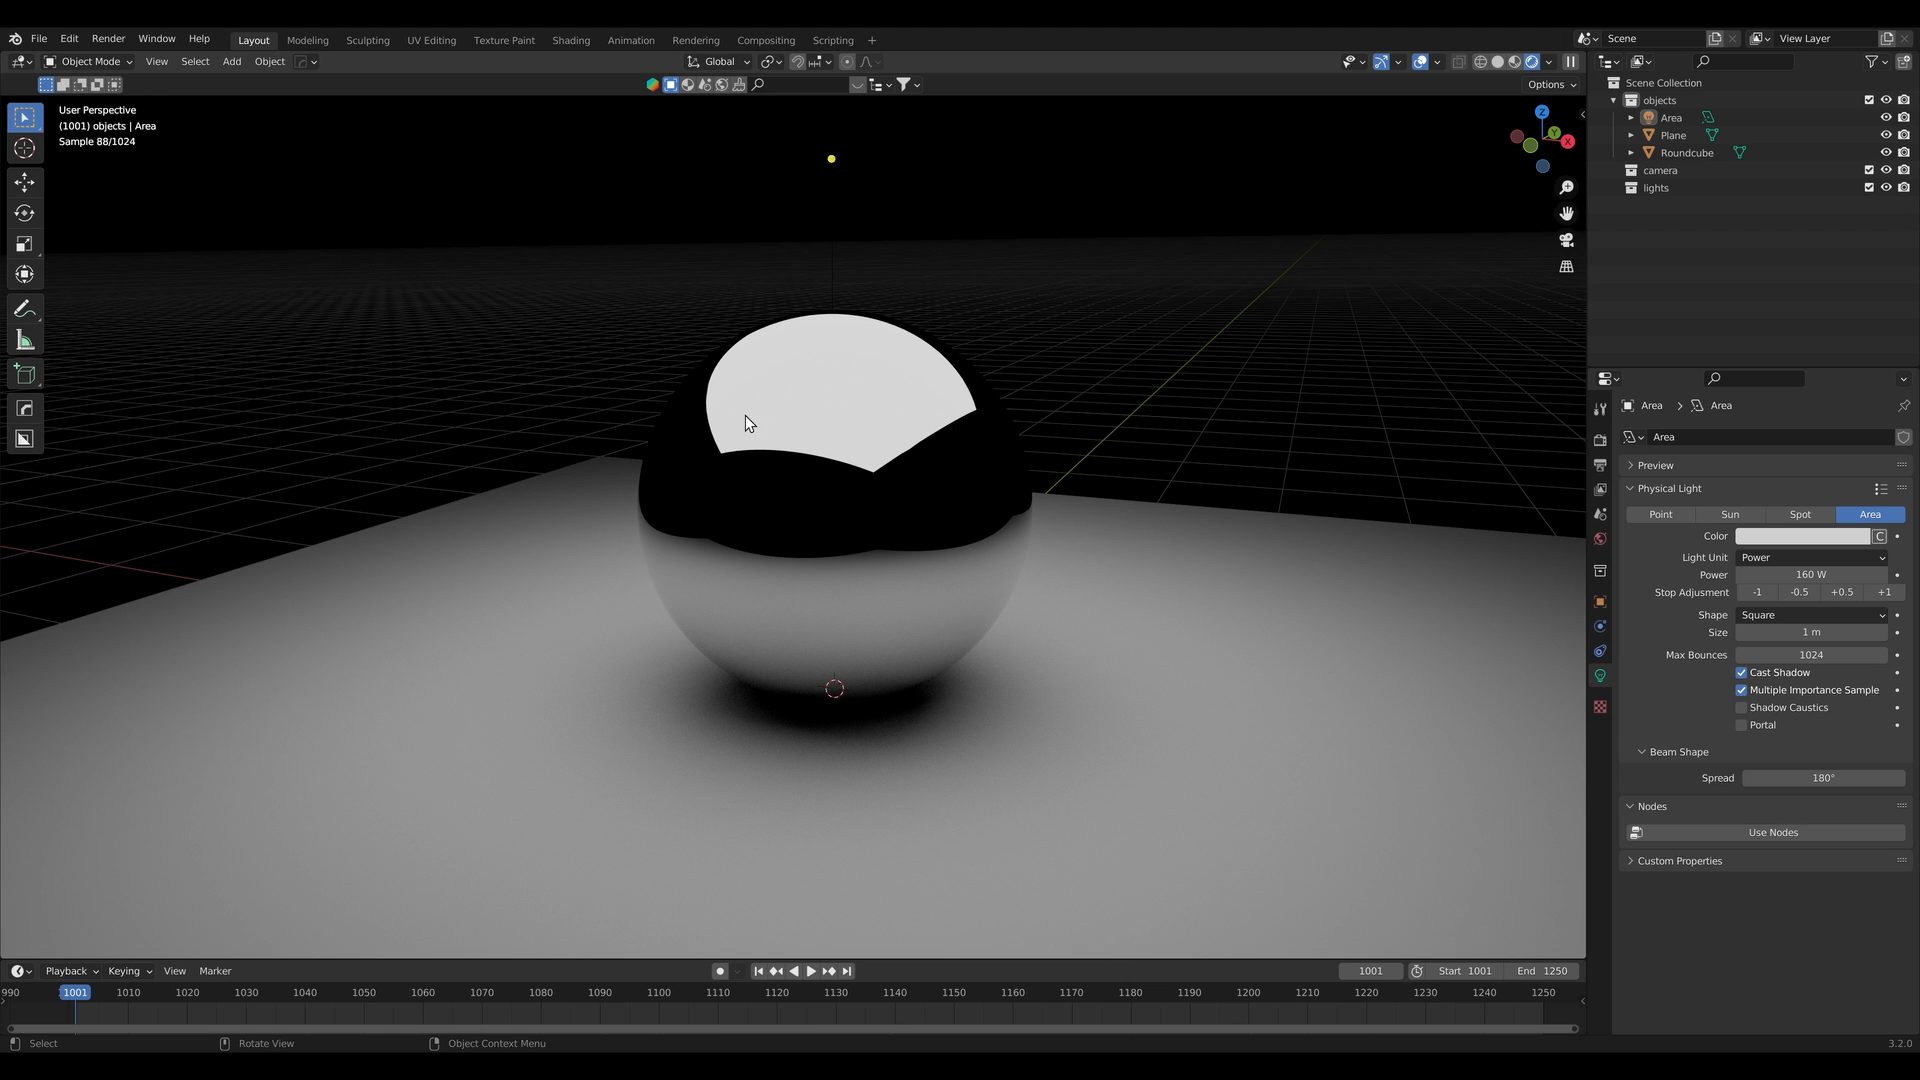 File Edit Render Window Help
Layout Modeling Sculpting UV Editing Texture Paint Shading Animation Rendering Compositing Scripting +
Scene
View Layer
Object Mode View Select Add Object
Global
Options
User Perspective
(1001) objects | Area
Sample 88/1024
Z
Y
X
Scene Collection
objects
Area
Plane
Roundcube
camera
lights
Area > Area
Area
Preview
Physical Light
Point Sun Spot Area
Color C
Light Unit Power
Power 160 W
Stop Adjusment -1 -0.5 +0.5 +1
Shape Square
Size 1 m
Max Bounces 1024
Cast Shadow
Multiple Importance Sample
Shadow Caustics
Portal
Beam Shape
Spread 180°
Nodes
Use Nodes
Custom Properties
Playback Keying View Marker
1001 Start 1001 End 1250
990 1001 1010 1020 1030 1040 1050 1060 1070 1080 1090 1100 1110 1120 1130 1140 1150 1160 1170 1180 1190 1200 1210 1220 1230 1240 1250
Select Rotate View Object Context Menu 3.2.0